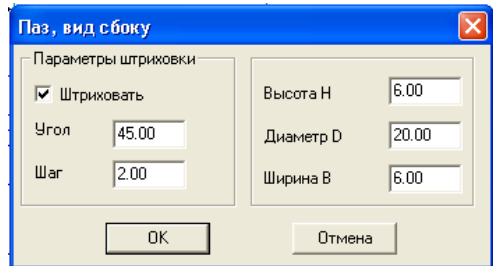 Паз, вид сбоку
Параметры штриховки
Штриховать
Угол 45.00
Шаг 2.00
Высота H 6.00
Диаметр D 20.00
Ширина B 6.00
OK Отмена